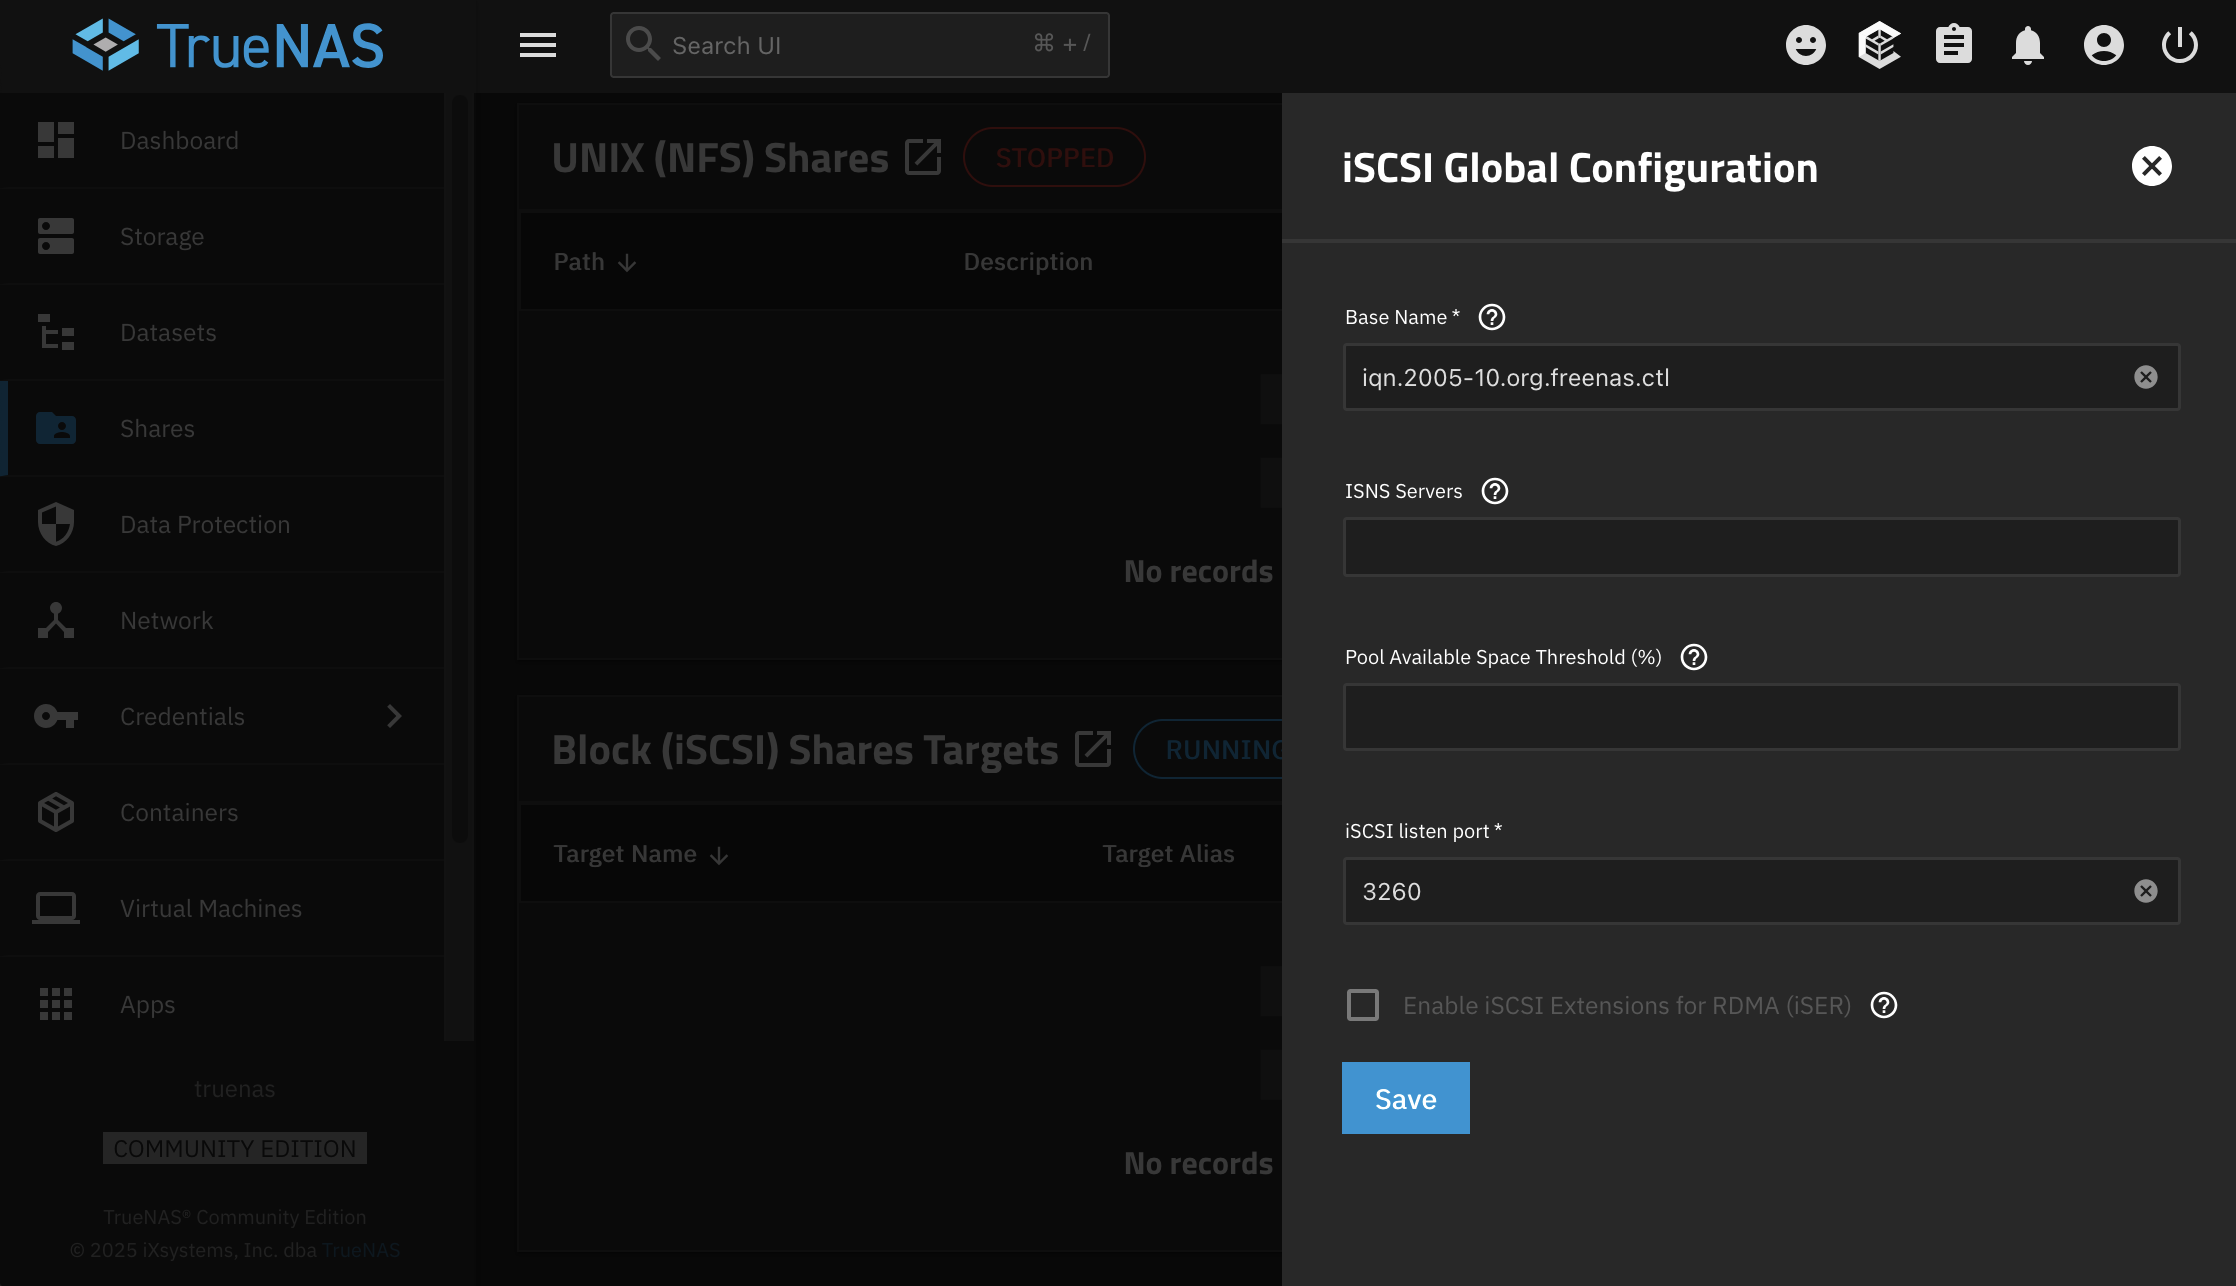 TrueNAS
Search UI
⌘ + /
Dashboard
Storage
Datasets
Shares
Data Protection
Network
Credentials
Containers
Virtual Machines
Apps
truenas
COMMUNITY EDITION
TrueNAS® Community Edition
© 2025 iXsystems, Inc. dba TrueNAS
UNIX (NFS) Shares
STOPPED
Path
Description
No records
Block (iSCSI) Shares Targets
RUNNING
Target Name
Target Alias
No records
iSCSI Global Configuration
Base Name *
iqn.2005-10.org.freenas.ctl
ISNS Servers
Pool Available Space Threshold (%)
iSCSI listen port *
3260
Enable iSCSI Extensions for RDMA (iSER)
Save